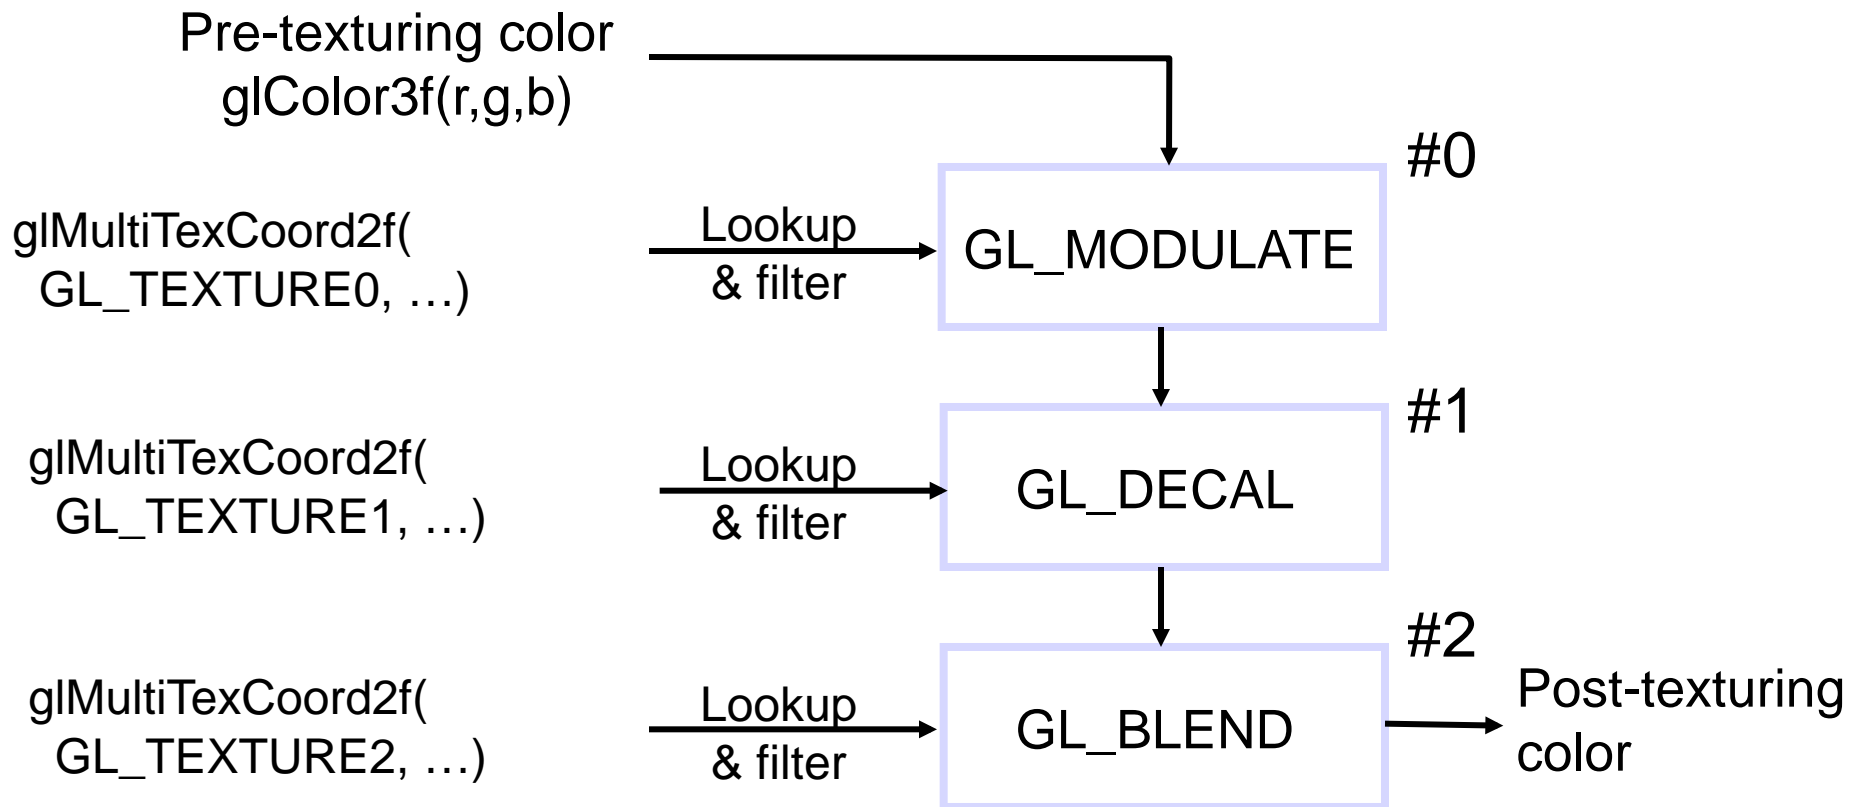 Pre-texturing color
glColor3f(r,g,b)
#0
glMultiTexCoord2f(
GL_TEXTURE0, …)
Lookup
& filter
GL_MODULATE
#1
glMultiTexCoord2f(
GL_TEXTURE1, …)
Lookup
& filter
GL_DECAL
#2
glMultiTexCoord2f(
GL_TEXTURE2, …)
Lookup
& filter
GL_BLEND
Post-texturing
color